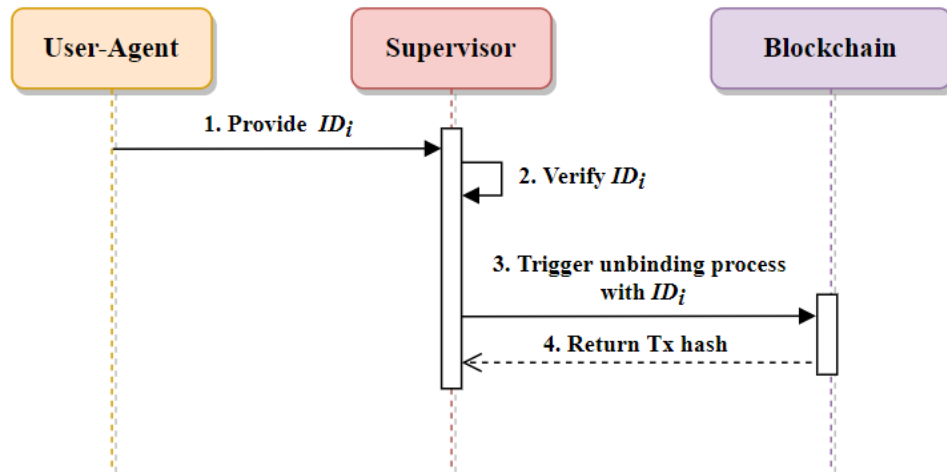 User-Agent
Supervisor
Blockchain
1. Provide IDi
2. Verify IDi
3. Trigger unbinding process
with IDi
4. Return Tx hash